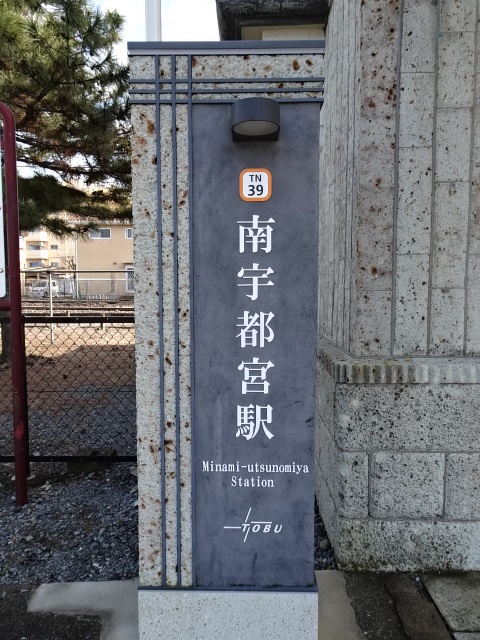 TN
39
南宇都宮駅
Minami-utsunomiya
Station
TOBU